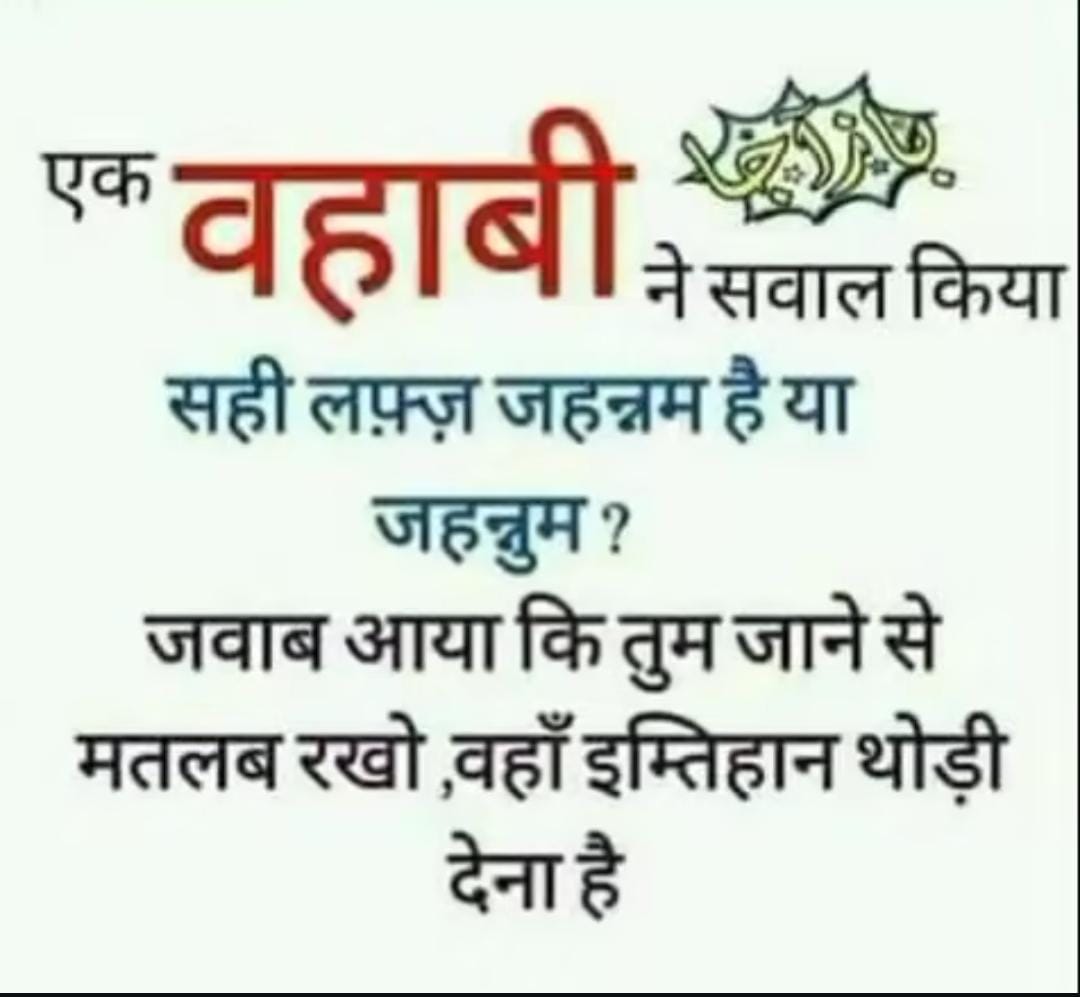 एक वहाबी
ने सवाल किया
सही लफ़्ज़ जहन्नम है या
जहन्नुम ?
जवाब आया कि तुम जाने से
मतलब रखो ,वहाँ इम्तिहान थोड़ी
देना है